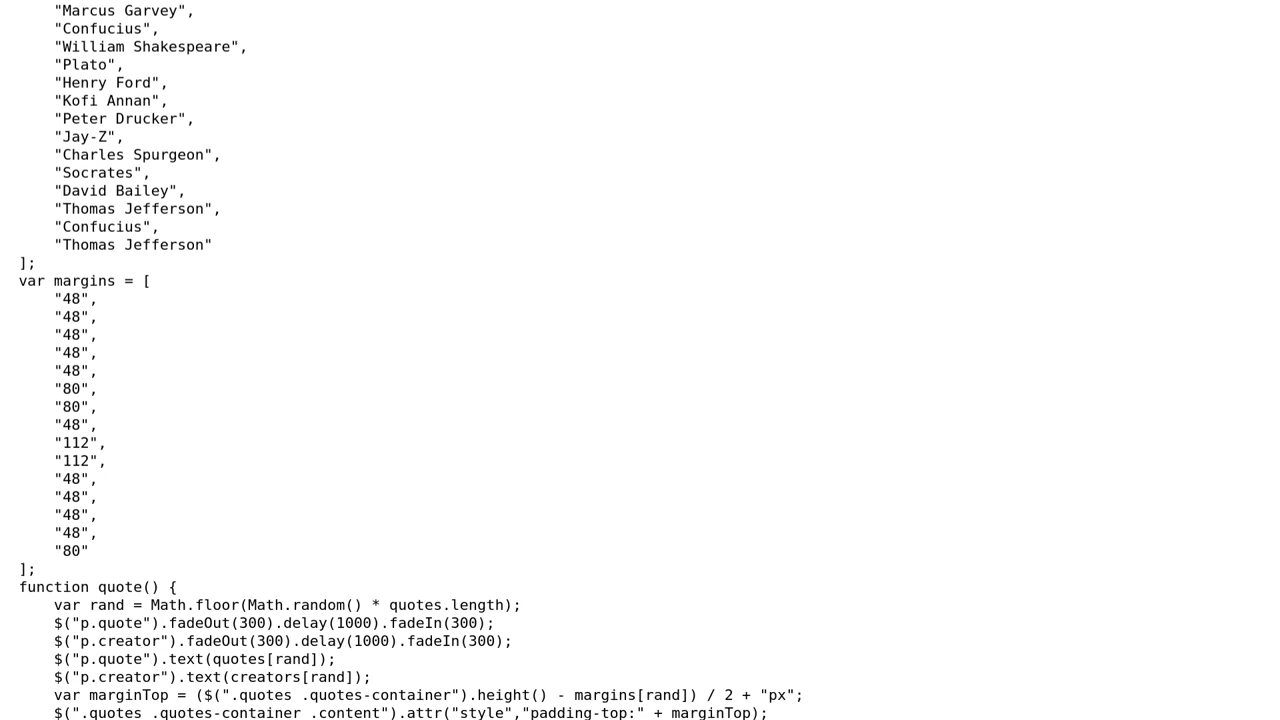 "Marcus Garvey",
"Confucius",
"William Shakespeare",
"Plato",
"Henry Ford",
"Kofi Annan",
"Peter Drucker",
"Jay-Z",
"Charles Spurgeon",
"Socrates",
"David Bailey",
"Thomas Jefferson",
"Confucius",
"Thomas Jefferson"
];
var margins = [
"48",
"48",
"48",
"48",
"48",
"80",
"80",
"48",
"112",
"112",
"48",
"48",
"48",
"48",
"80"
];
function quote() {
var rand = Math.floor(Math.random() * quotes.length);
$("p.quote").fadeOut(300).delay(1000).fadeIn(300);
$("p.creator").fadeOut(300).delay(1000).fadeIn(300);
$("p.quote").text(quotes[rand]);
$("p.creator").text(creators[rand]);
var marginTop = ($(".quotes .quotes-container").height() - margins[rand]) / 2 + "px";
$(".quotes .quotes-container .content").attr("style","padding-top:" + marginTop);